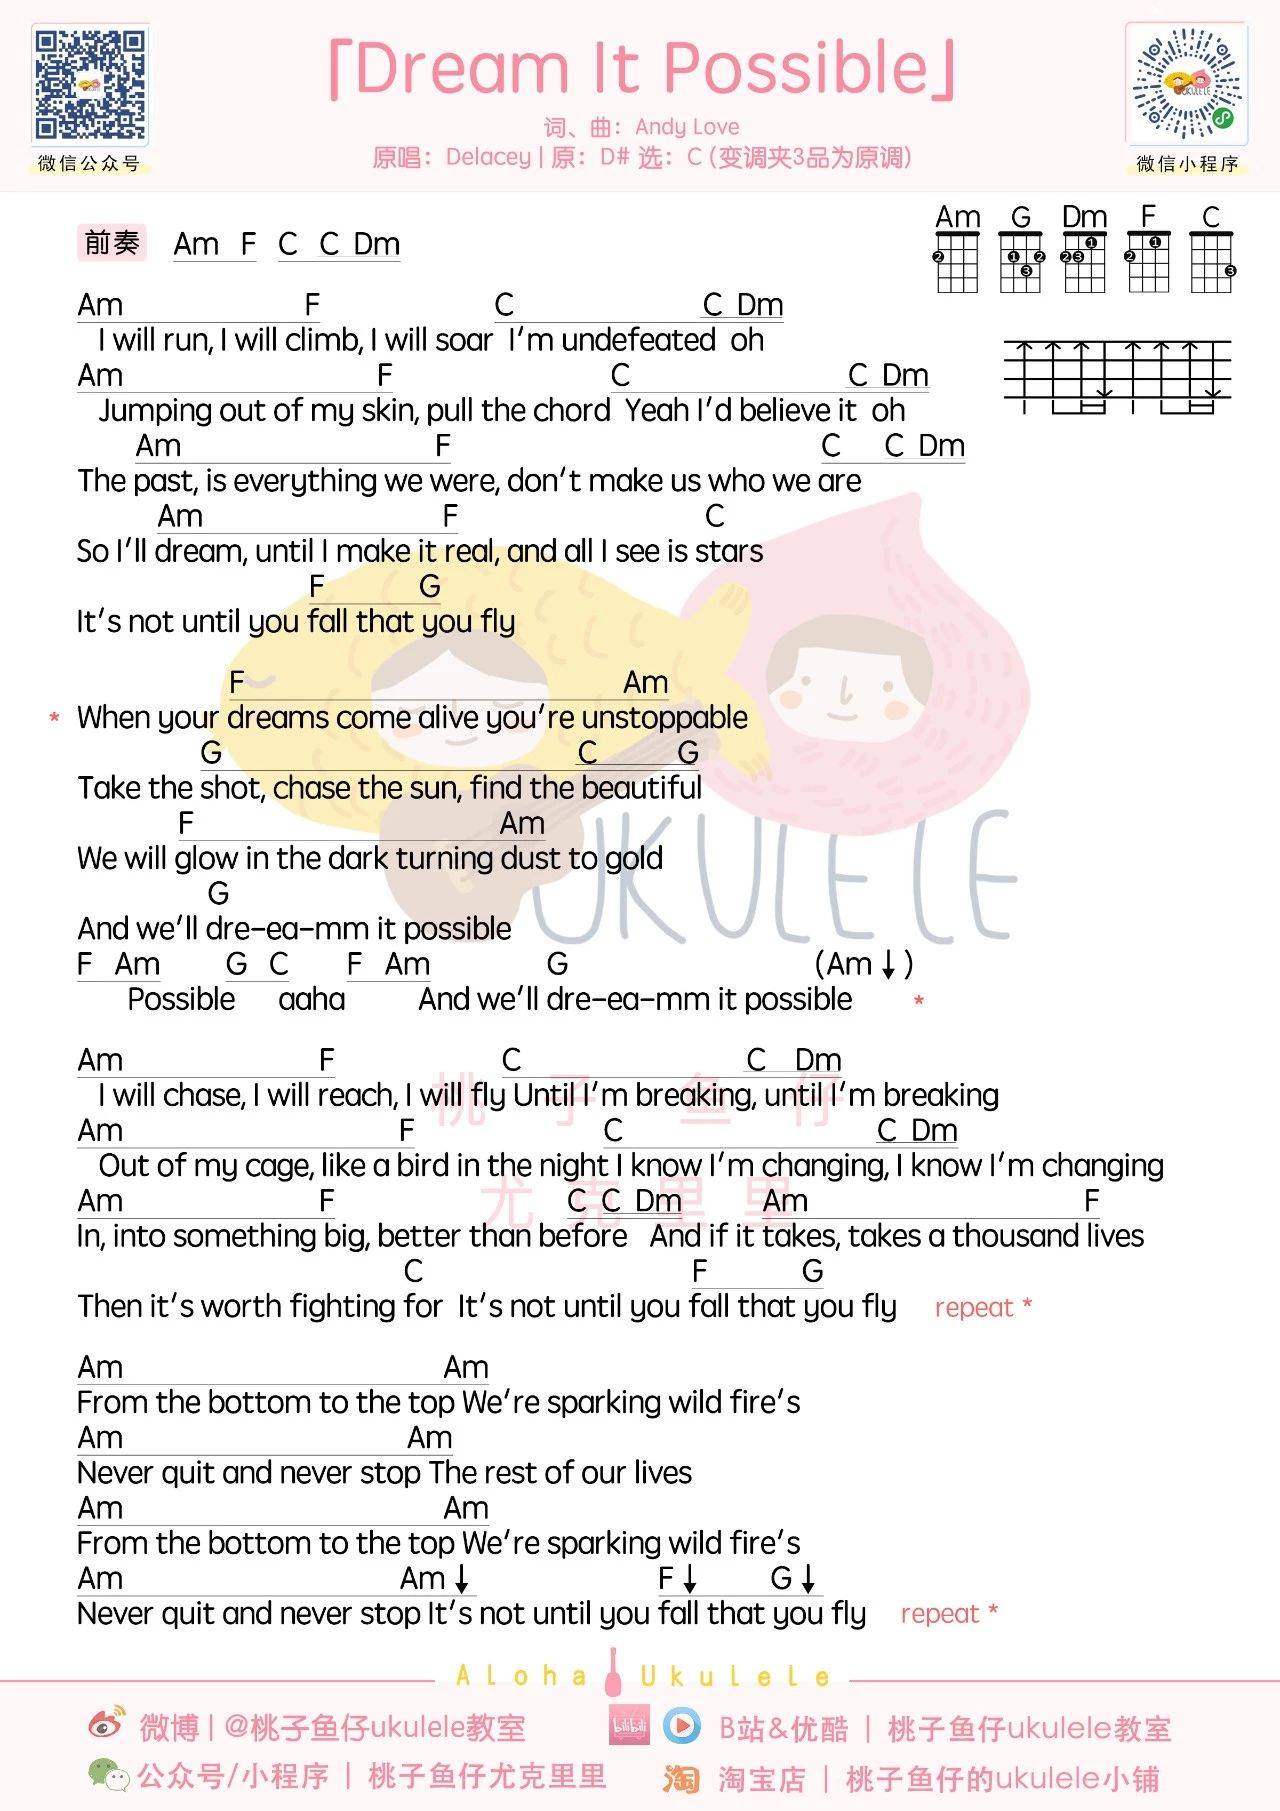 「Dream It Possible」
词、曲：Andy Love
原唱：Delacey | 原：D# 选：C (变调夹3品为原调)
微信公众号
微信小程序
UKULELE
Am G Dm F C
2 1 2 3 2 3 1 2 1 3
前奏 Am F C C Dm
Am F C C Dm
I will run, I will climb, I will soar I'm undefeated oh
Am F C C Dm
Jumping out of my skin, pull the chord Yeah I'd believe it oh
Am F C C Dm
The past, is everything we were, don't make us who we are
Am F C
So I'll dream, until I make it real, and all I see is stars
F G
It's not until you fall that you fly
F Am
* When your dreams come alive you're unstoppable
G C G
Take the shot, chase the sun, find the beautiful
F Am
We will glow in the dark turning dust to gold
G
And we'll dre-ea-mm it possible
F Am G C F Am G (Am↓)
Possible aaha And we'll dre-ea-mm it possible *
UKULELE
Am F C C Dm
I will chase, I will reach, I will fly Until I'm breaking, until I'm breaking
桃子鱼仔
Am F C C Dm
Out of my cage, like a bird in the night I know I'm changing, I know I'm changing
尤克里里
Am F C C Dm Am F
In, into something big, better than before And if it takes, takes a thousand lives
C F G
Then it's worth fighting for It's not until you fall that you fly repeat *
Am Am
From the bottom to the top We're sparking wild fire's
Am Am
Never quit and never stop The rest of our lives
Am Am
From the bottom to the top We're sparking wild fire's
Am Am↓ F↓ G↓
Never quit and never stop It's not until you fall that you fly repeat *
Aloha Ukulele
微博 | @桃子鱼仔ukulele教室
bilibili B站&优酷 | 桃子鱼仔ukulele教室
公众号/小程序 | 桃子鱼仔尤克里里
淘 淘宝店 | 桃子鱼仔的ukulele小铺